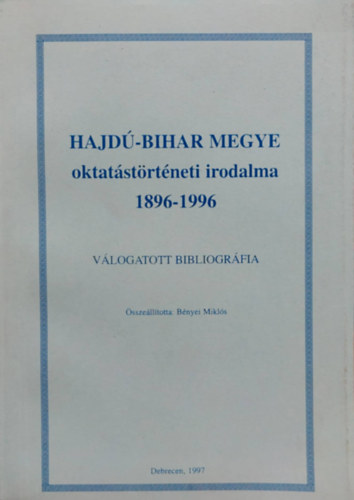 HAJDÚ-BIHAR MEGYE
oktatástörténeti irodalma
1896-1996
VÁLOGATOTT BIBLIOGRÁFIA
Összeállította: Bényei Miklós
Debrecen, 1997